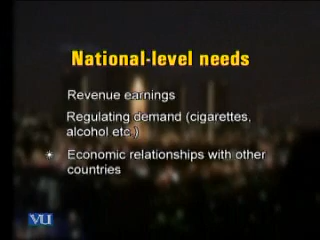 National-level needs
Revenue earnings
Regulating demand (cigarettes,
alcohol etc.)
✶ Economic relationships with other
countries
VU